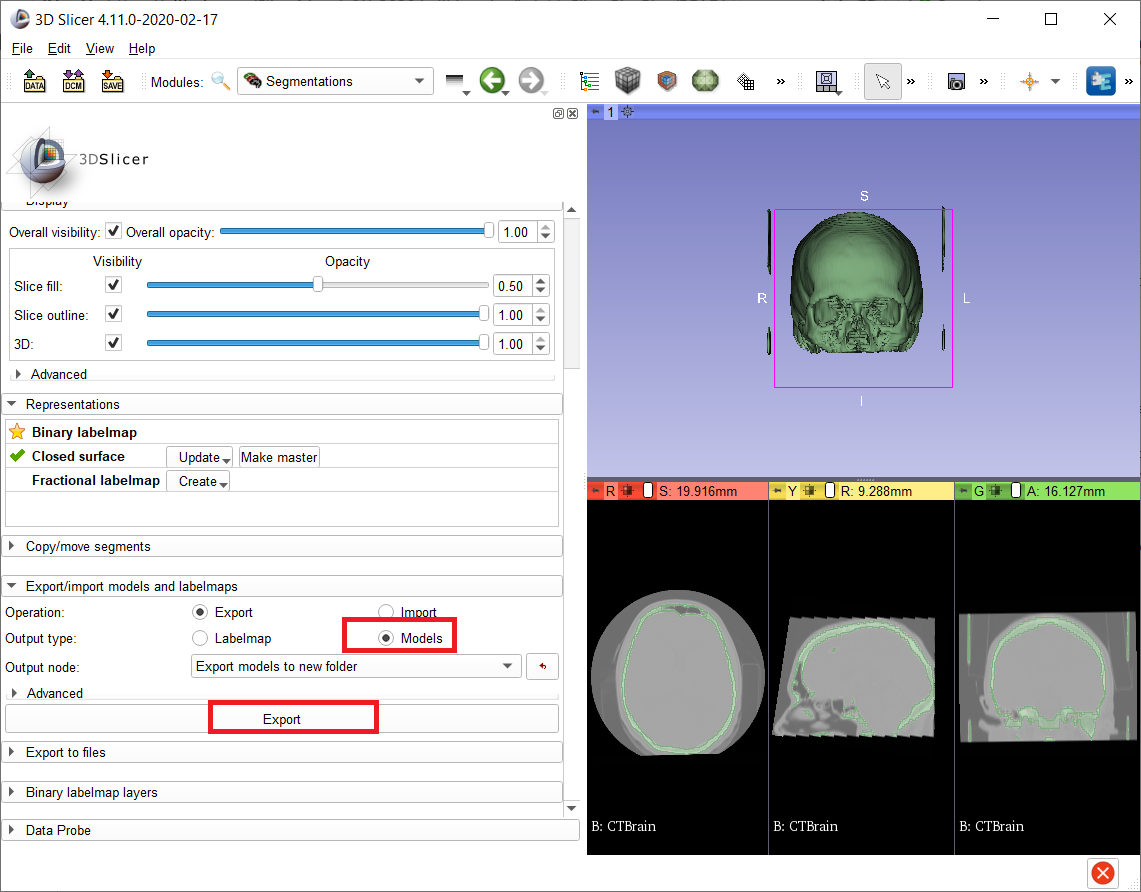 3D Slicer 4.11.0-2020-02-17
File Edit View Help
DATA DCM SAVE Modules: Segmentations » » » »
1
3DSlicer
Display
Overall visibility: Overall opacity: 1.00
Visibility Opacity
Slice fill: 0.50
Slice outline: 1.00
3D: 1.00
Advanced
Representations
Binary labelmap
Closed surface Update Make master
Fractional labelmap Create
Copy/move segments
Export/import models and labelmaps
Operation: Export Import
Output type: Labelmap Models
Output node: Export models to new folder
Advanced
Export
Export to files
Binary labelmap layers
Data Probe
S
R L
I
R S: 19.916mm Y R: 9.288mm G A: 16.127mm
B: CTBrain B: CTBrain B: CTBrain